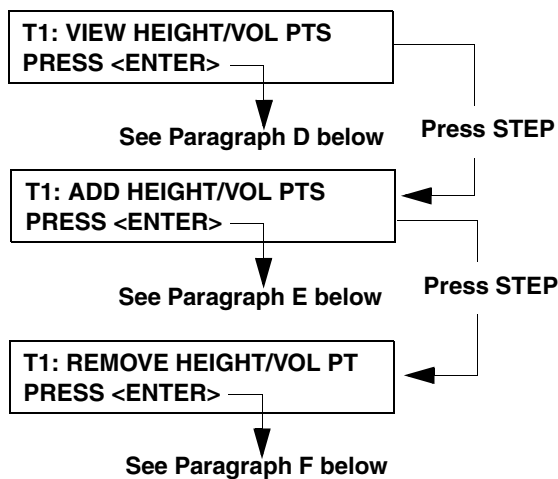 T1: VIEW HEIGHT/VOL PTS
PRESS <ENTER>
See Paragraph D below
Press STEP
T1: ADD HEIGHT/VOL PTS
PRESS <ENTER>
See Paragraph E below
Press STEP
T1: REMOVE HEIGHT/VOL PT
PRESS <ENTER>
See Paragraph F below